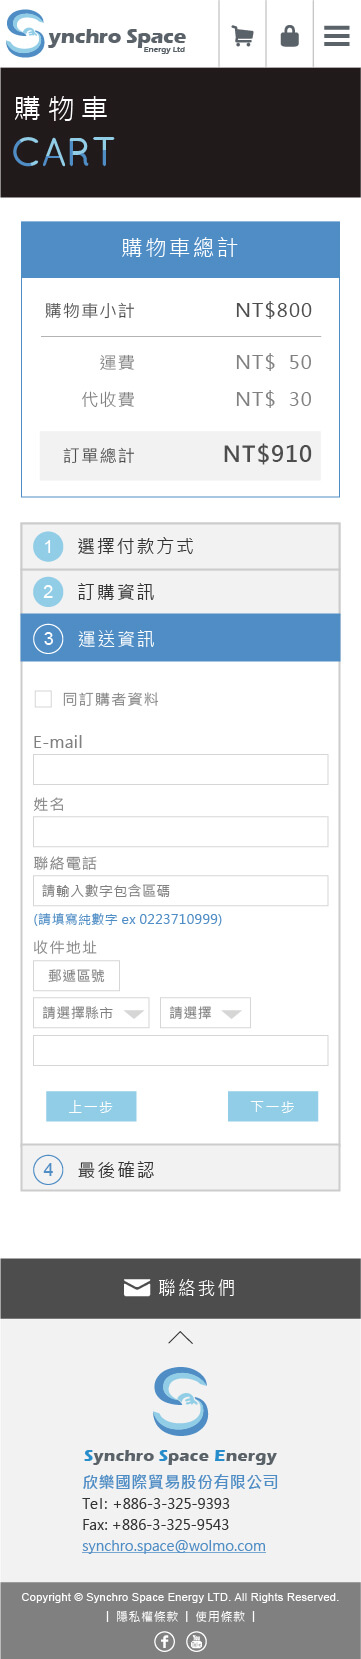 Synchro Space
Energy Ltd
購物車
CART
購物車總計
購物車小計 NT$800
運費 NT$ 50
代收費 NT$ 30
訂單總計 NT$910
1 選擇付款方式
2 訂購資訊
3 運送資訊
同訂購者資料
E-mail
姓名
聯絡電話
請輸入數字包含區碼
(請填寫純數字 ex 0223710999)
收件地址
郵遞區號
請選擇縣市 請選擇
上一步 下一步
4 最後確認
聯絡我們
Synchro Space Energy
欣樂國際貿易股份有限公司
Tel: +886-3-325-9393
Fax: +886-3-325-9543
synchro.space@wolmo.com
Copyright © Synchro Space Energy LTD. All Rights Reserved.
| 隱私權條款 | 使用條款 |